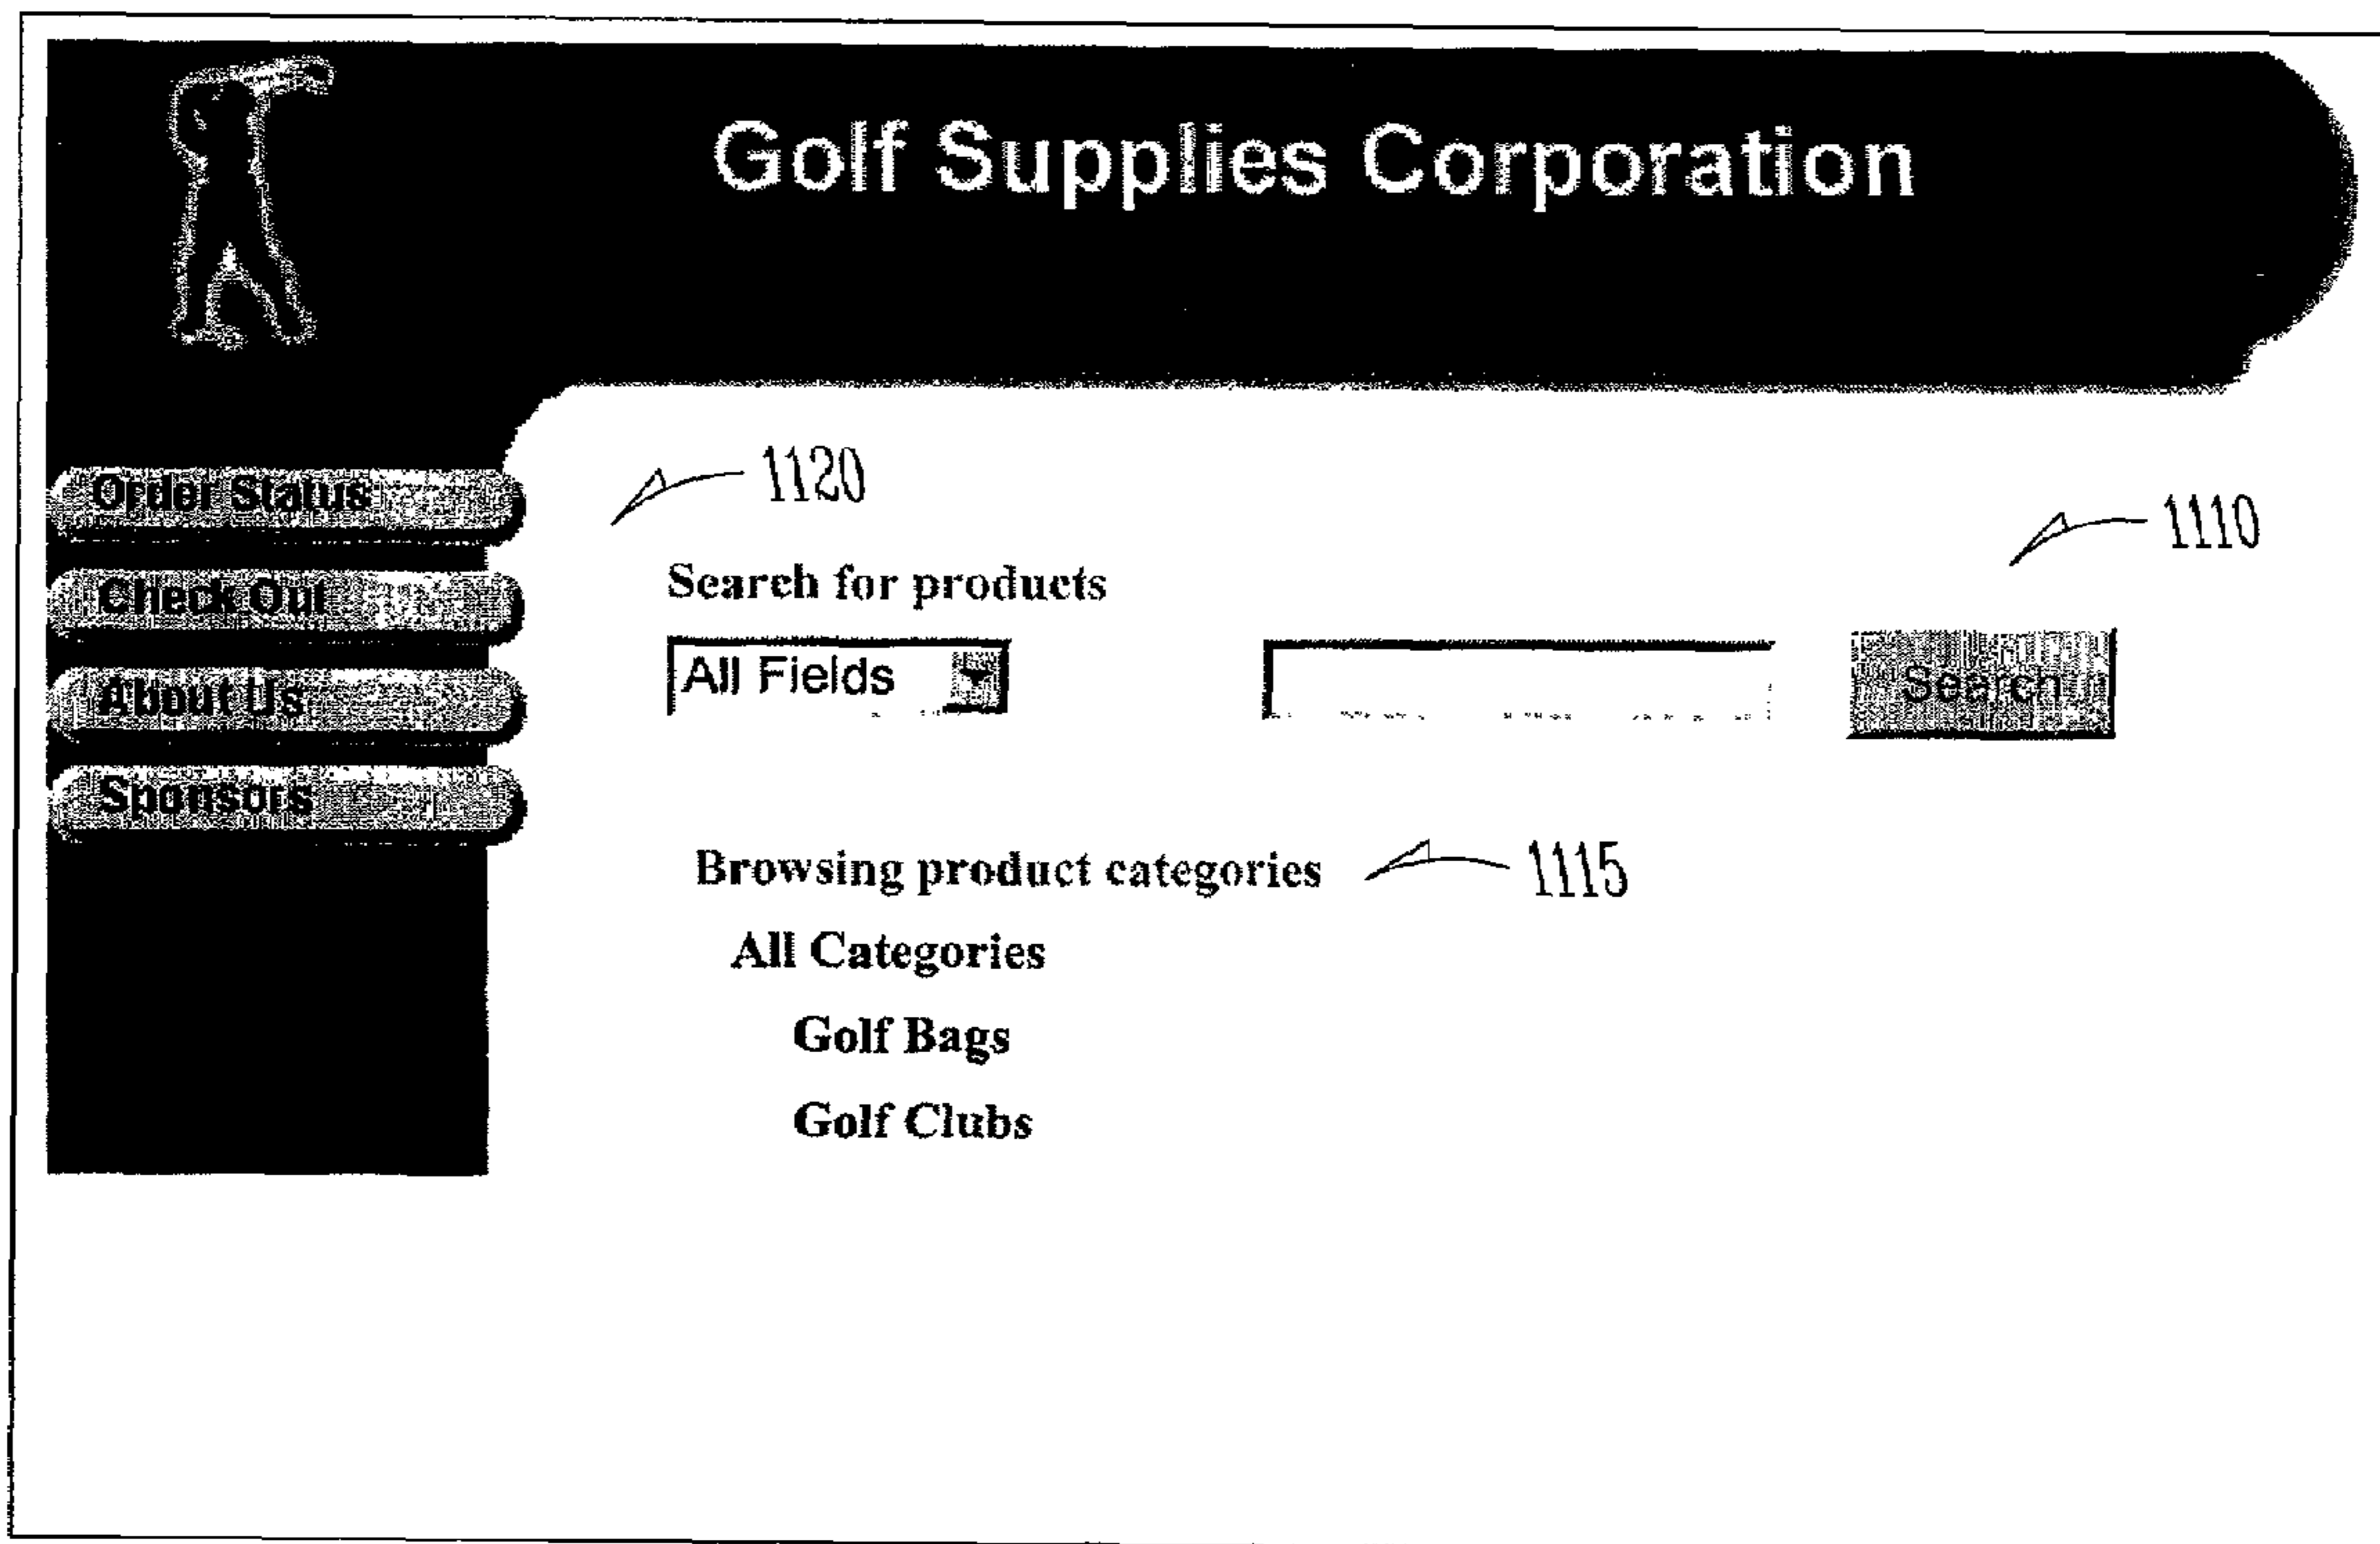 Golf Supplies Corporation
Order Status
Check Out
About Us
Sponsors
1120
1110
Search for products
All Fields
Search
Browsing product categories
1115
All Categories
Golf Bags
Golf Clubs